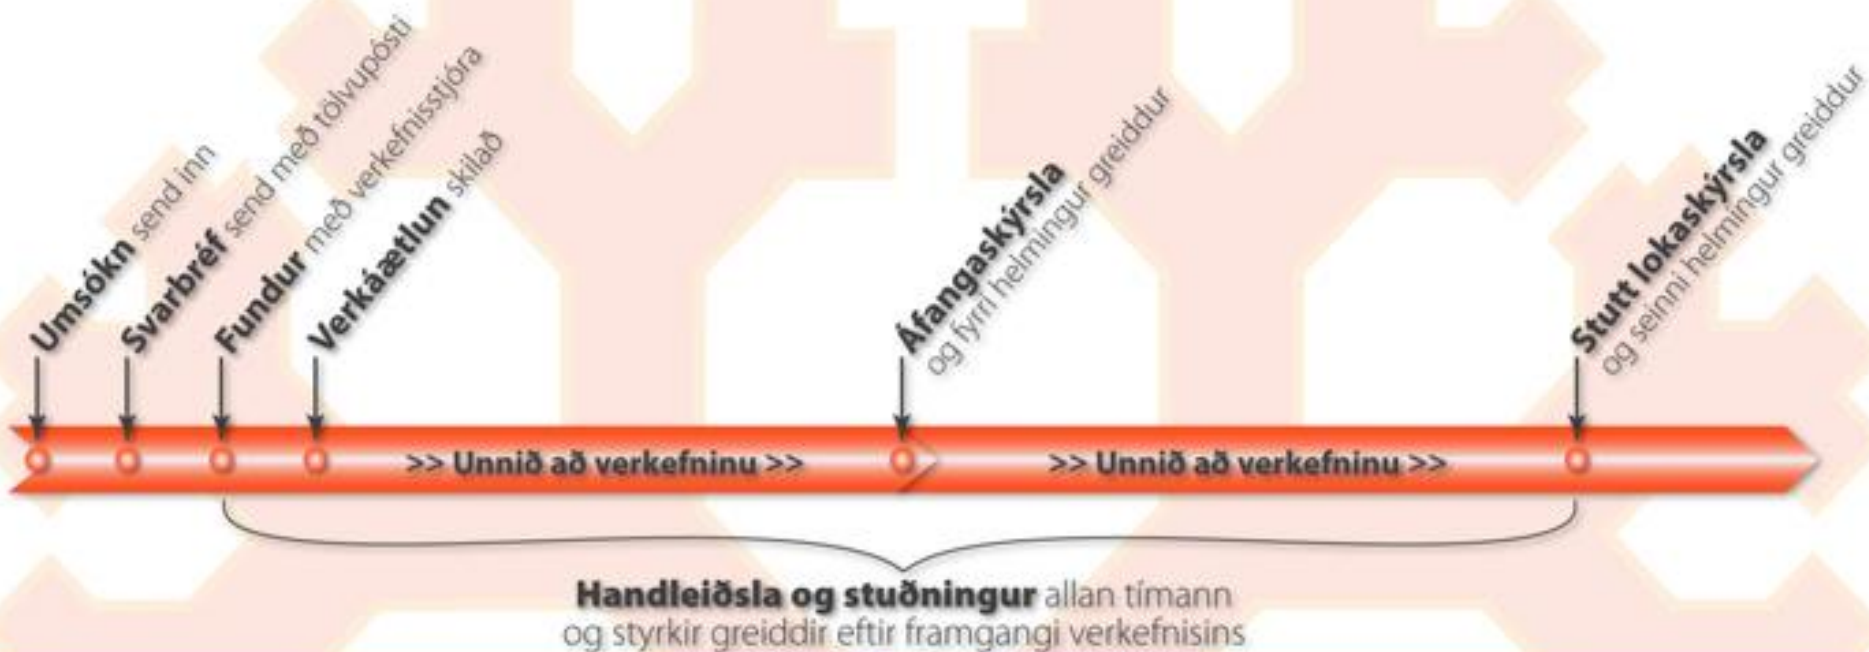 Umsókn send inn
Svarbréf send með tölvupósti
Fundur með verkefnisstjóra
Verkáætlun skilað
Áfangaskýrsla
og fyrri helmingur greiddur
Stutt lokaskýrsla
og seinni helmingur greiddur
>> Unnið að verkefninu >>
>> Unnið að verkefninu >>
Handleiðsla og stuðningur allan tímann
og styrkir greiddir eftir framgangi verkefnisins